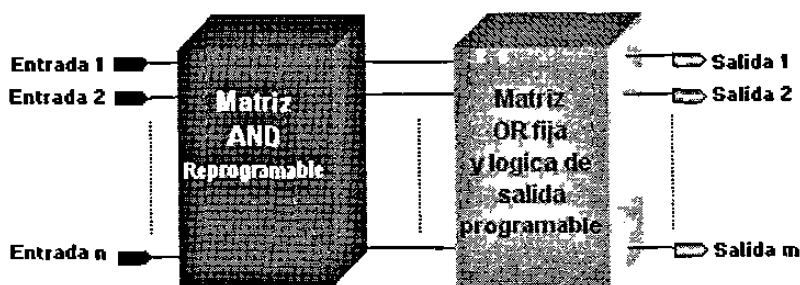 Entrada 1
Entrada 2
Entrada n
Matriz
AND
Reprogramable
Matriz
OR fija
y logica de
salida
programable
Salida 1
Salida 2
Salida m